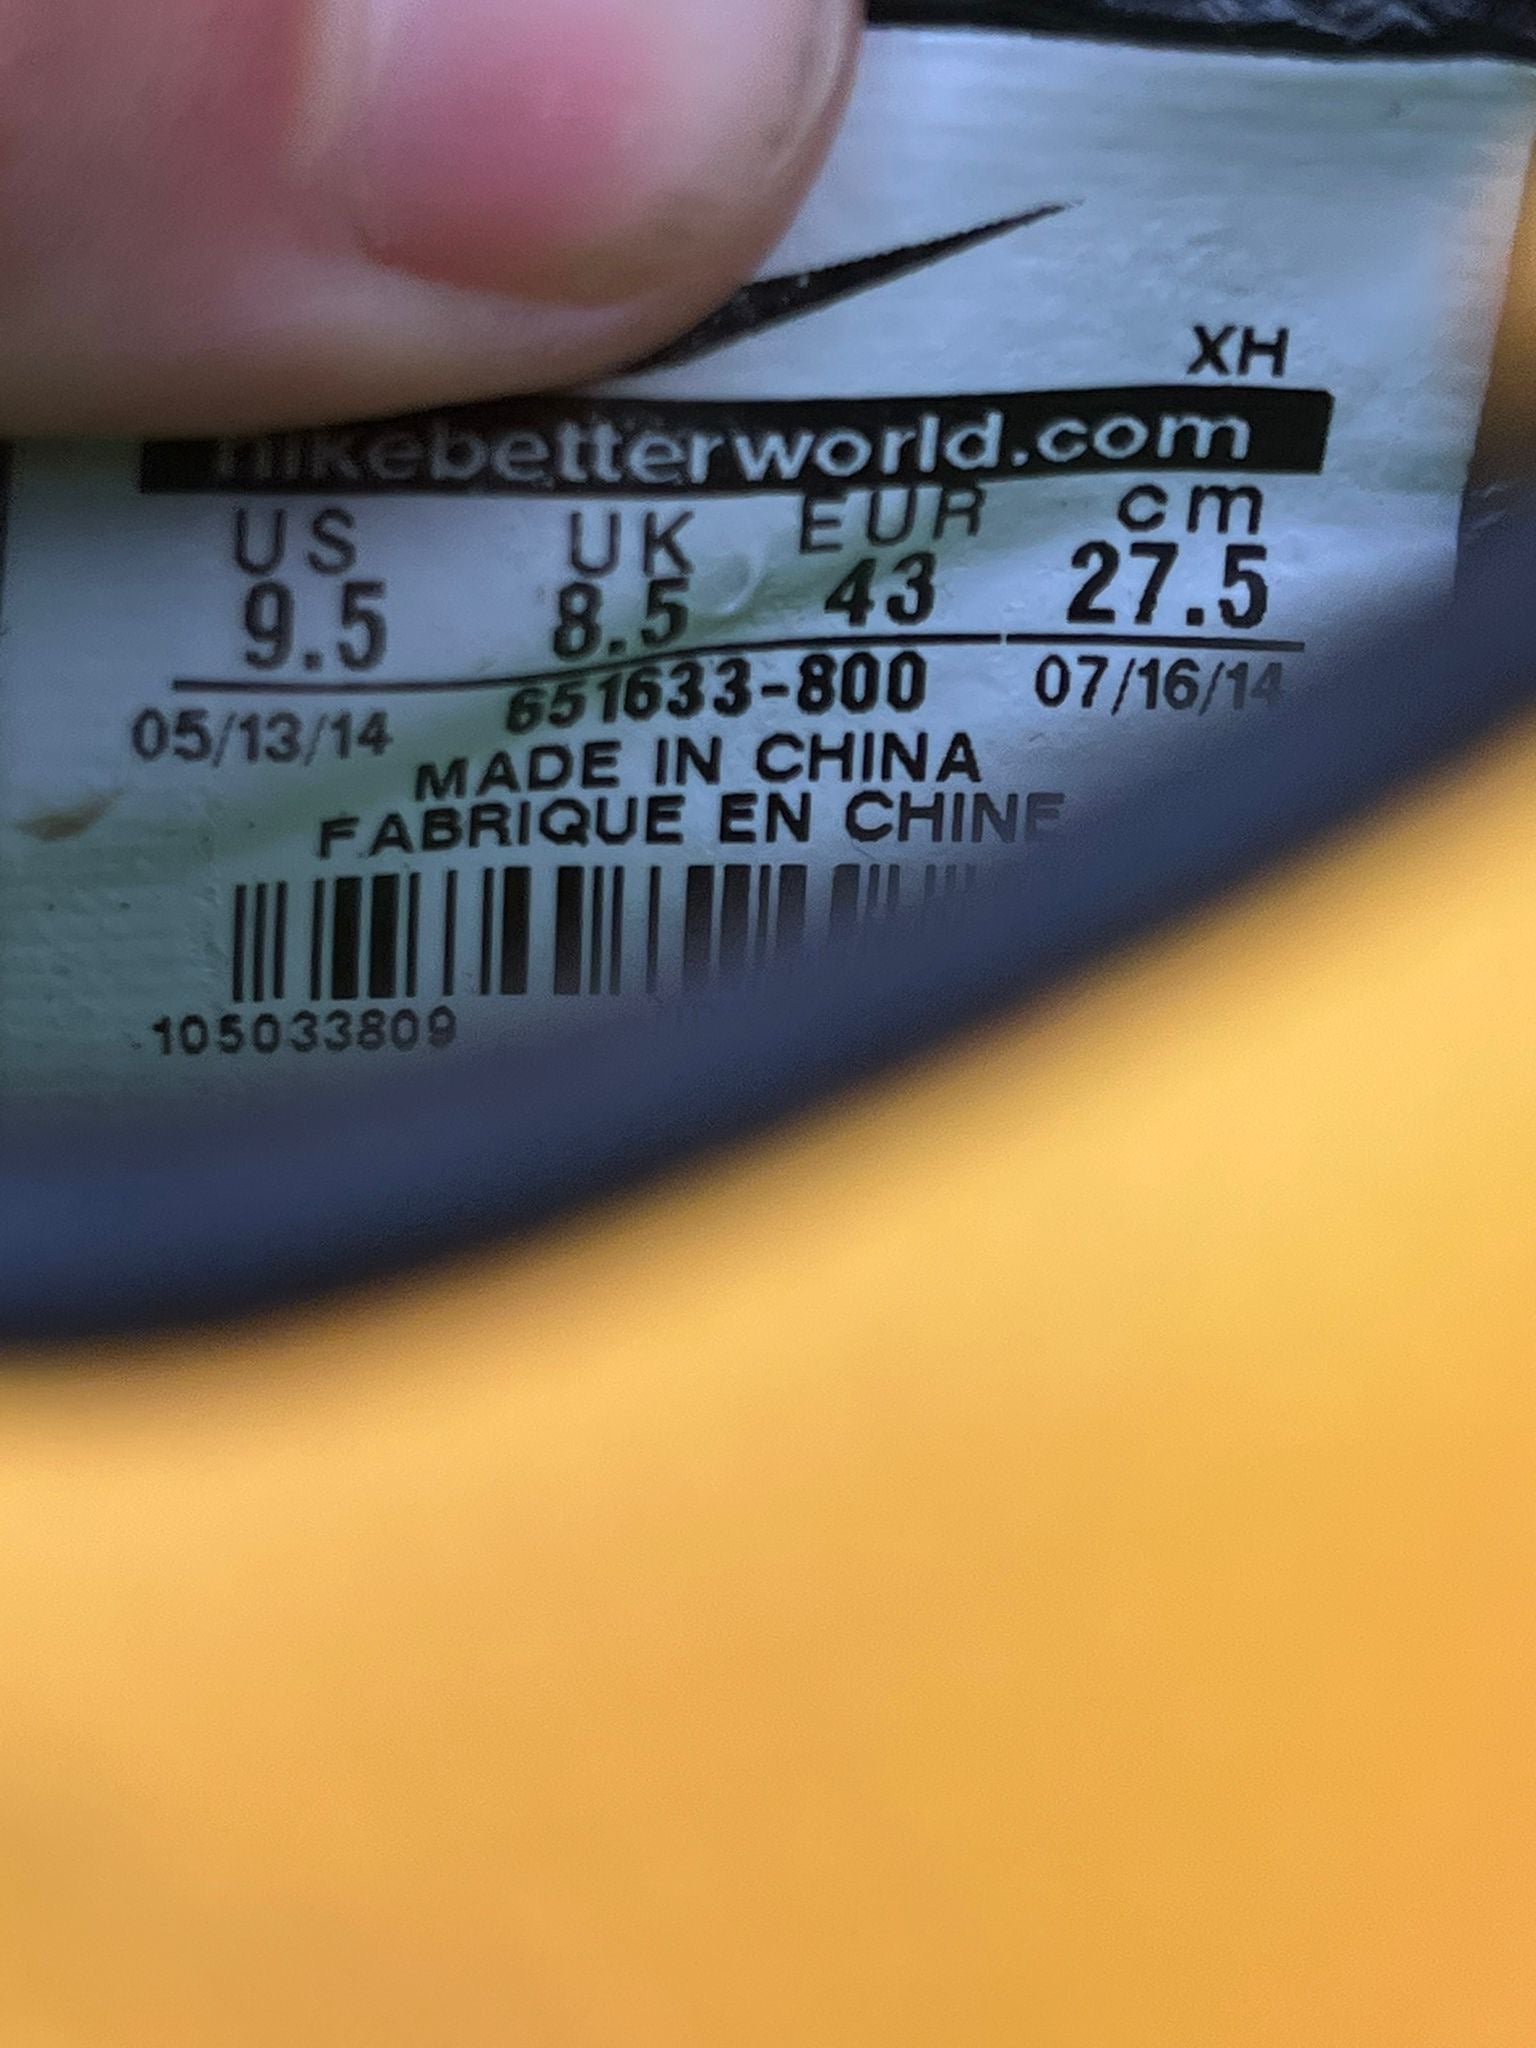 XH
nikebetterworld.com
US UK EUR cm
9.5 8.5 43 27.5
05/13/14 651633-800 07/16/14
MADE IN CHINA
FABRIQUE EN CHINE
105033809